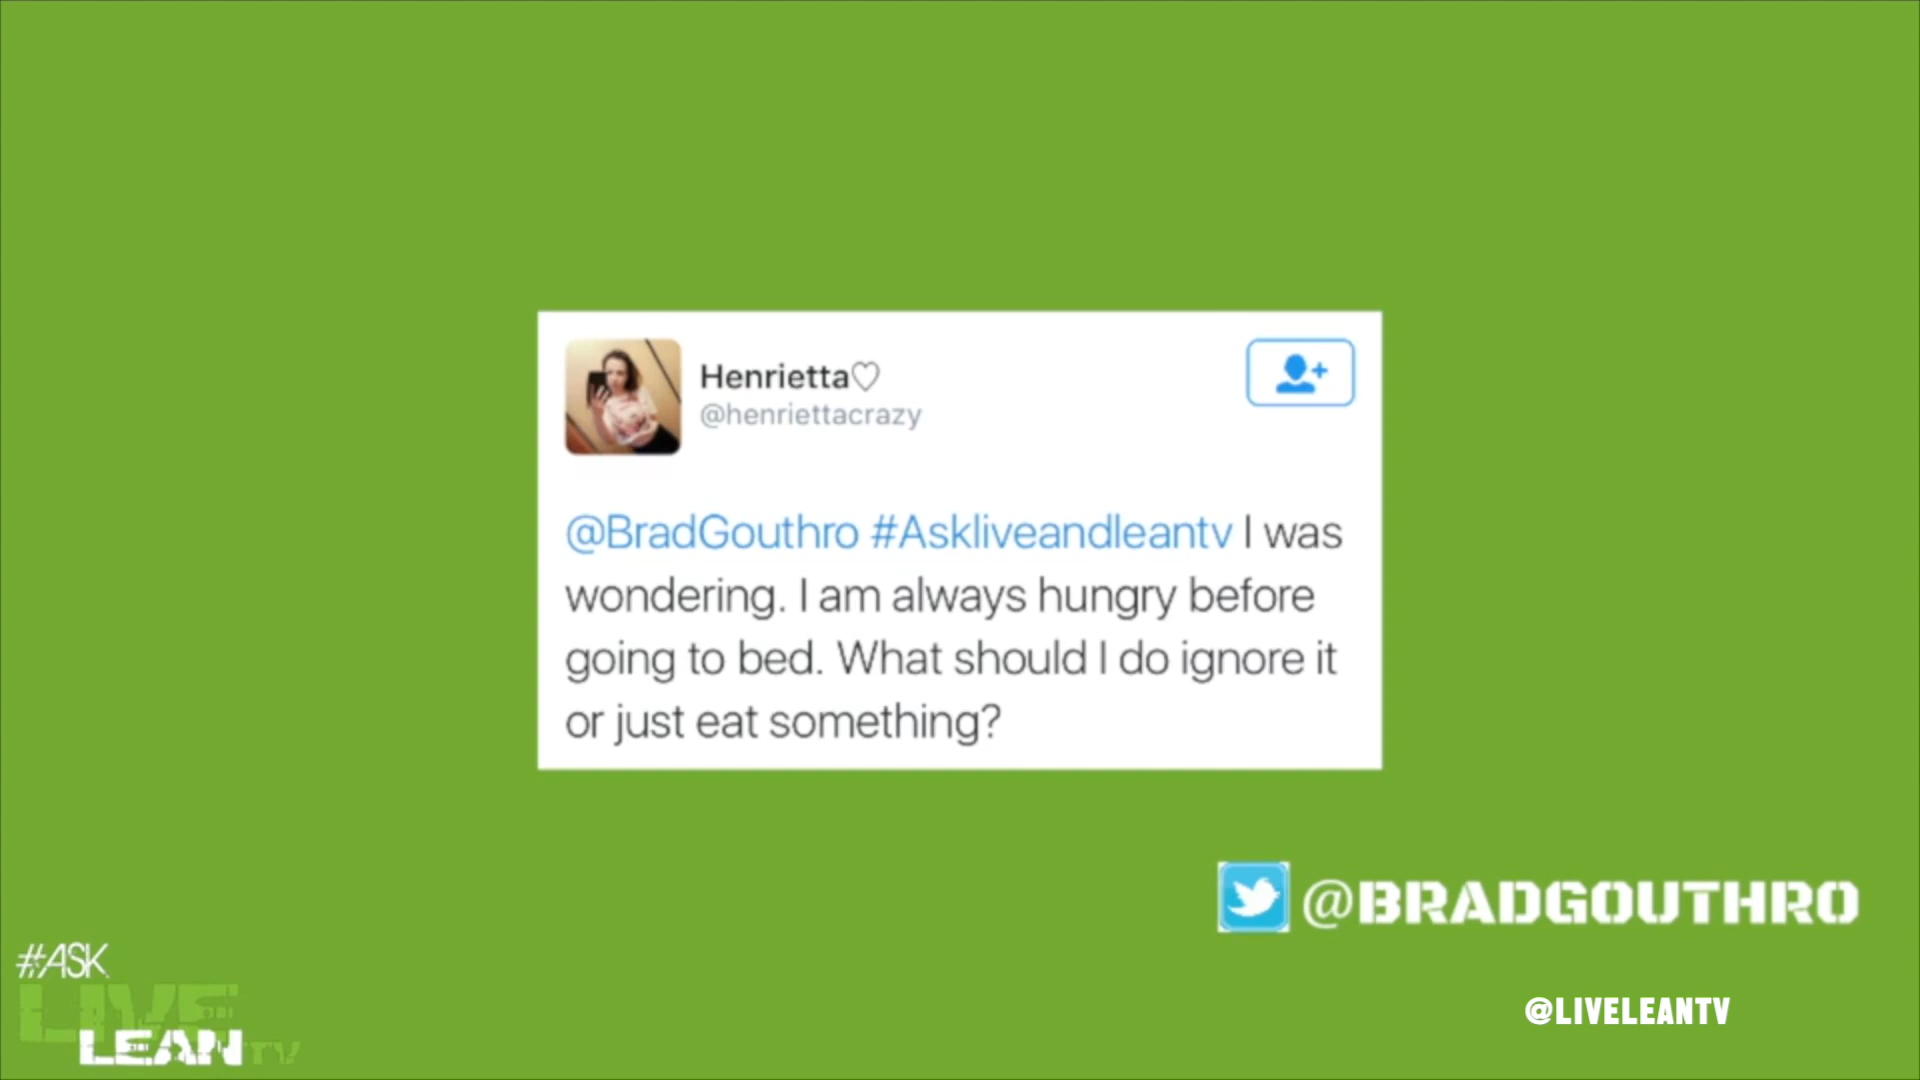 Henrietta♡
@henriettacrazy
@BradGouthro #Askliveandleantv I was
wondering. I am always hungry before
going to bed. What should I do ignore it
or just eat something?
@BRADGOUTHRO
#ASK
LIVE
LEAN TV
@LIVELEANTV